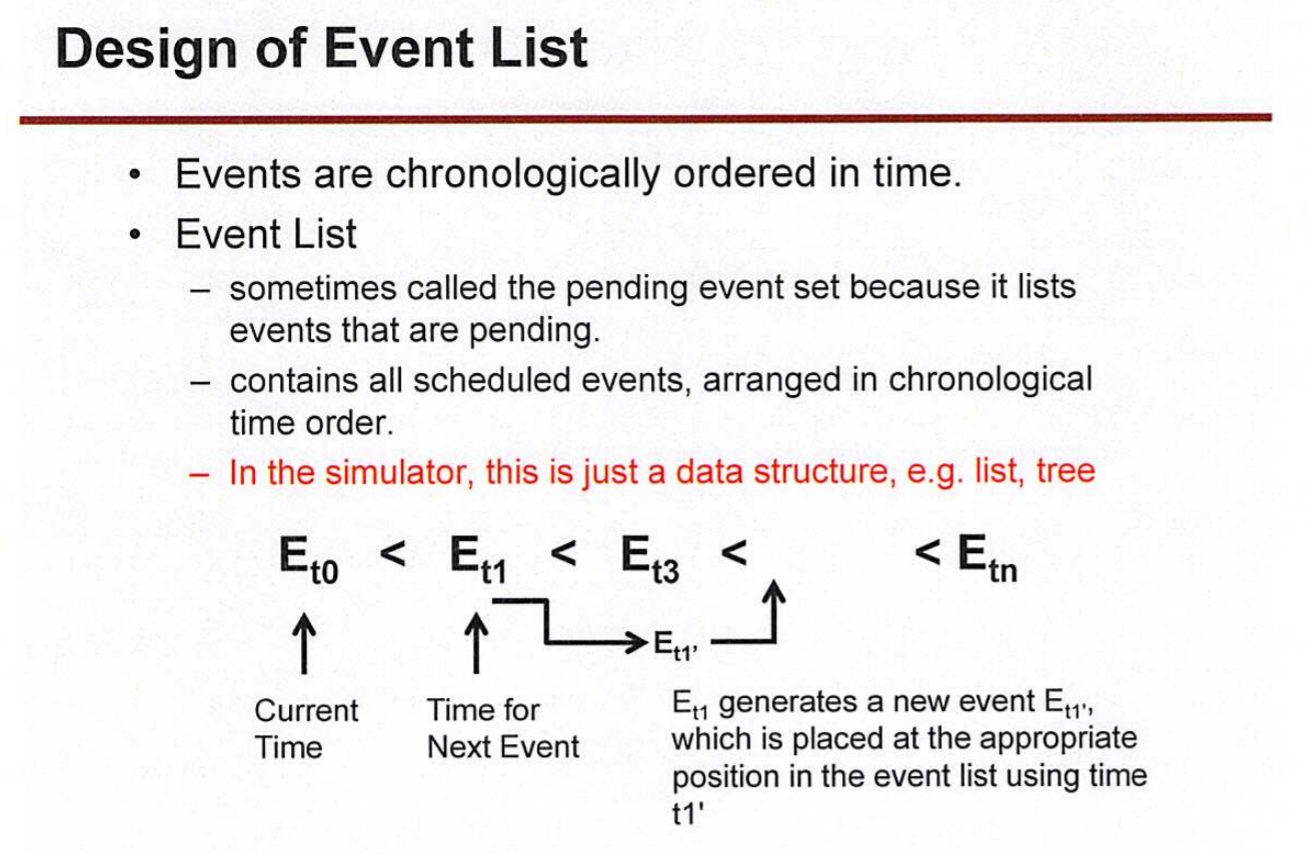 Design of Event List
• Events are chronologically ordered in time.
• Event List
– sometimes called the pending event set because it lists
events that are pending.
– contains all scheduled events, arranged in chronological
time order.
– In the simulator, this is just a data structure, e.g. list, tree
Et0 < Et1 < Et3 < < Etn
Et1'
Current
Time
Time for
Next Event
Et1 generates a new event Et1',
which is placed at the appropriate
position in the event list using time
t1'